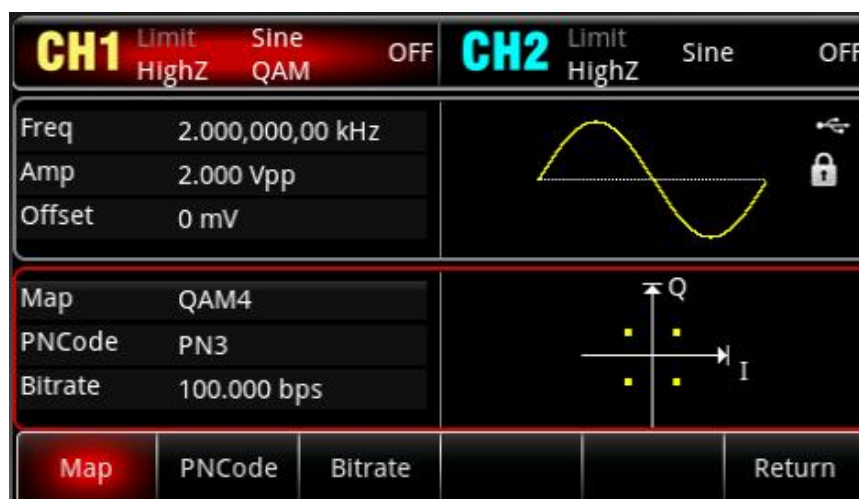 CH1 Limit Sine OFF CH2 Limit Sine OFF
HighZ QAM HighZ
Freq 2.000,000,00 kHz
Amp 2.000 Vpp
Offset 0 mV
Map QAM4
PNCode PN3
Bitrate 100.000 bps
Q
I
Map PNCode Bitrate Return